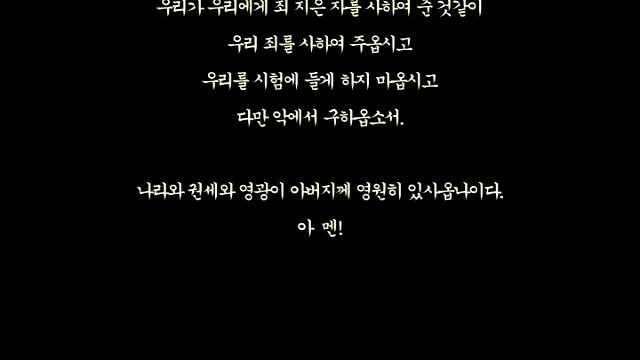 우리가 우리에게 죄 지은 자를 사하여 준 것같이
우리 죄를 사하여 주옵시고
우리를 시험에 들게 하지 마옵시고
다만 악에서 구하옵소서.
나라와 권세와 영광이 아버지께 영원히 있사옵나이다.
아 멘!